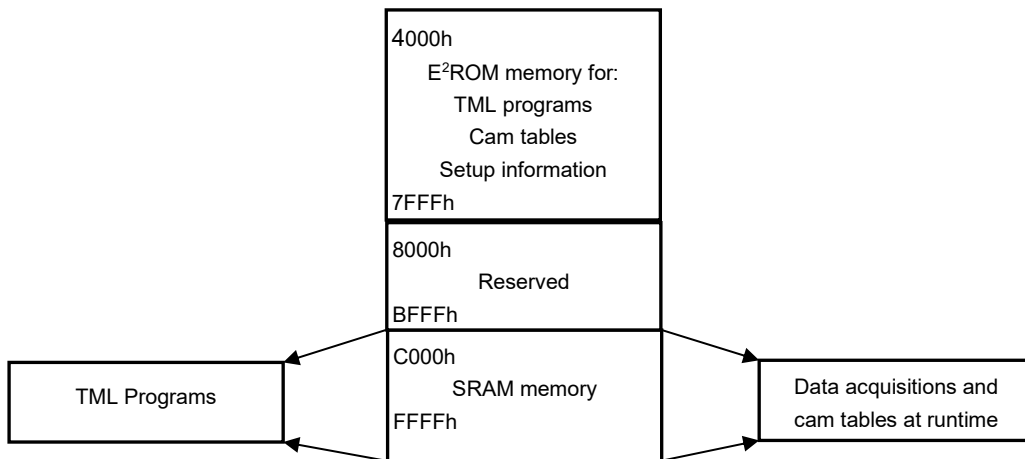 4000h
E²ROM memory for:
TML programs
Cam tables
Setup information
7FFFh
8000h
Reserved
BFFFh
C000h
SRAM memory
FFFFh
TML Programs
Data acquisitions and
cam tables at runtime